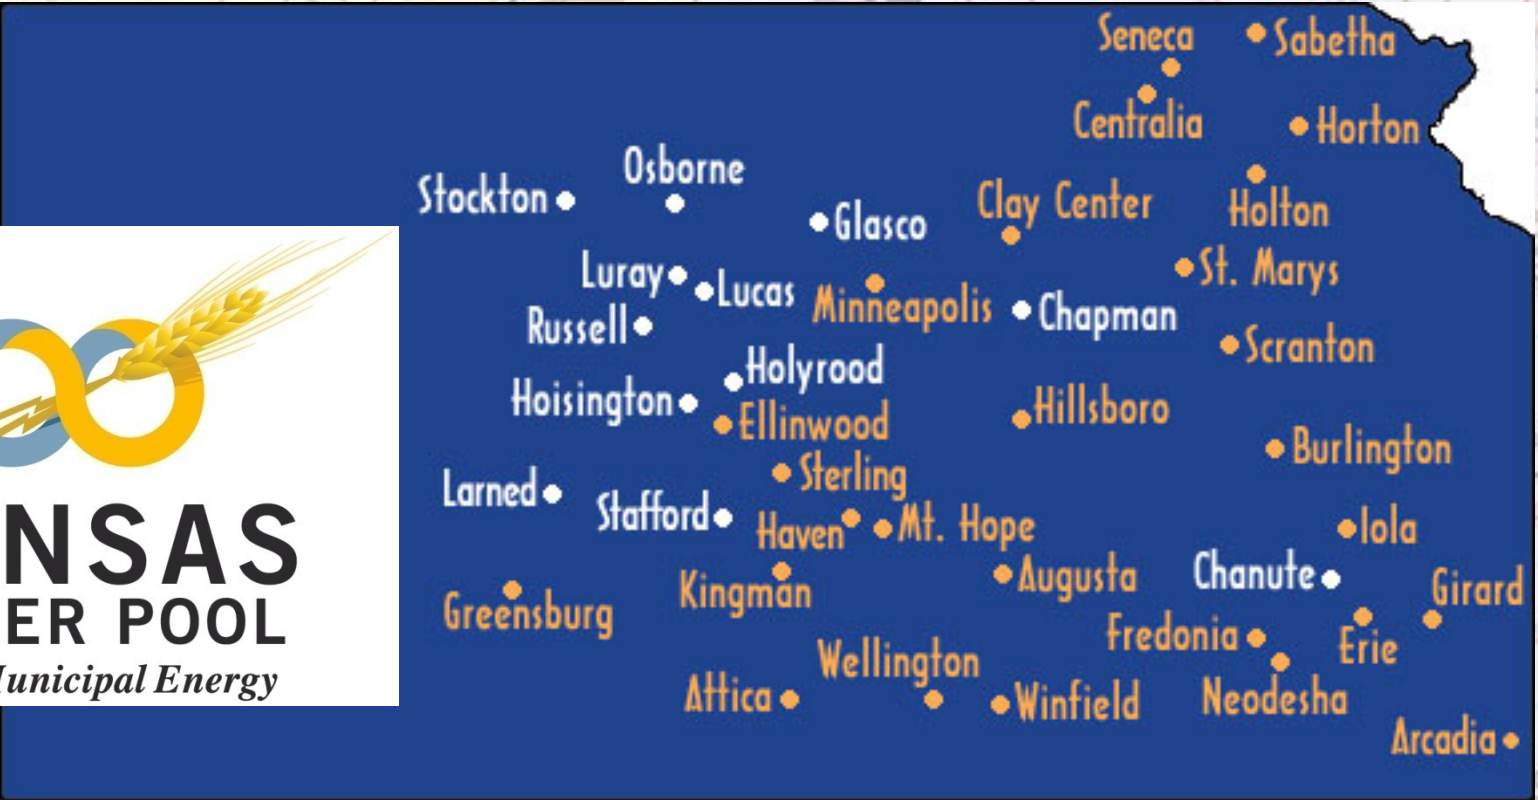 Seneca
Sabetha
Centralia
Horton
Osborne
Stockton
Holton
Clay Center
Glasco
St. Marys
Luray
Lucas
Minneapolis
Chapman
Russell
Scranton
Holyrood
Hoisington
Hillsboro
Ellinwood
Burlington
Sterling
Larned
Stafford
Haven
Mt. Hope
Iola
Chanute
Augusta
Girard
Kingman
Greensburg
Fredonia
Erie
Wellington
Attica
Winfield
Neodesha
Arcadia
NSAS
ER POOL
unicipal Energy